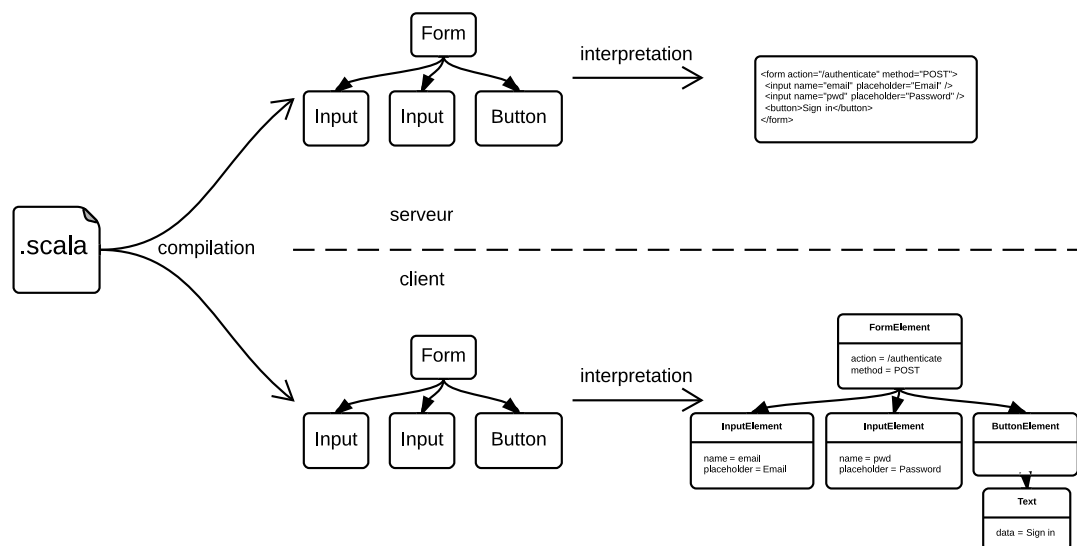 Form
interpretation
Input
Input
Button
<form action="/authenticate" method="POST">
<input name="email" placeholder="Email" />
<input name="pwd" placeholder="Password" />
<button>Sign in</button>
</form>
serveur
.scala
compilation
client
Form
interpretation
Input
Input
Button
FormElement
action = /authenticate
method = POST
InputElement
name = email
placeholder = Email
InputElement
name = pwd
placeholder = Password
ButtonElement
Text
data = Sign in